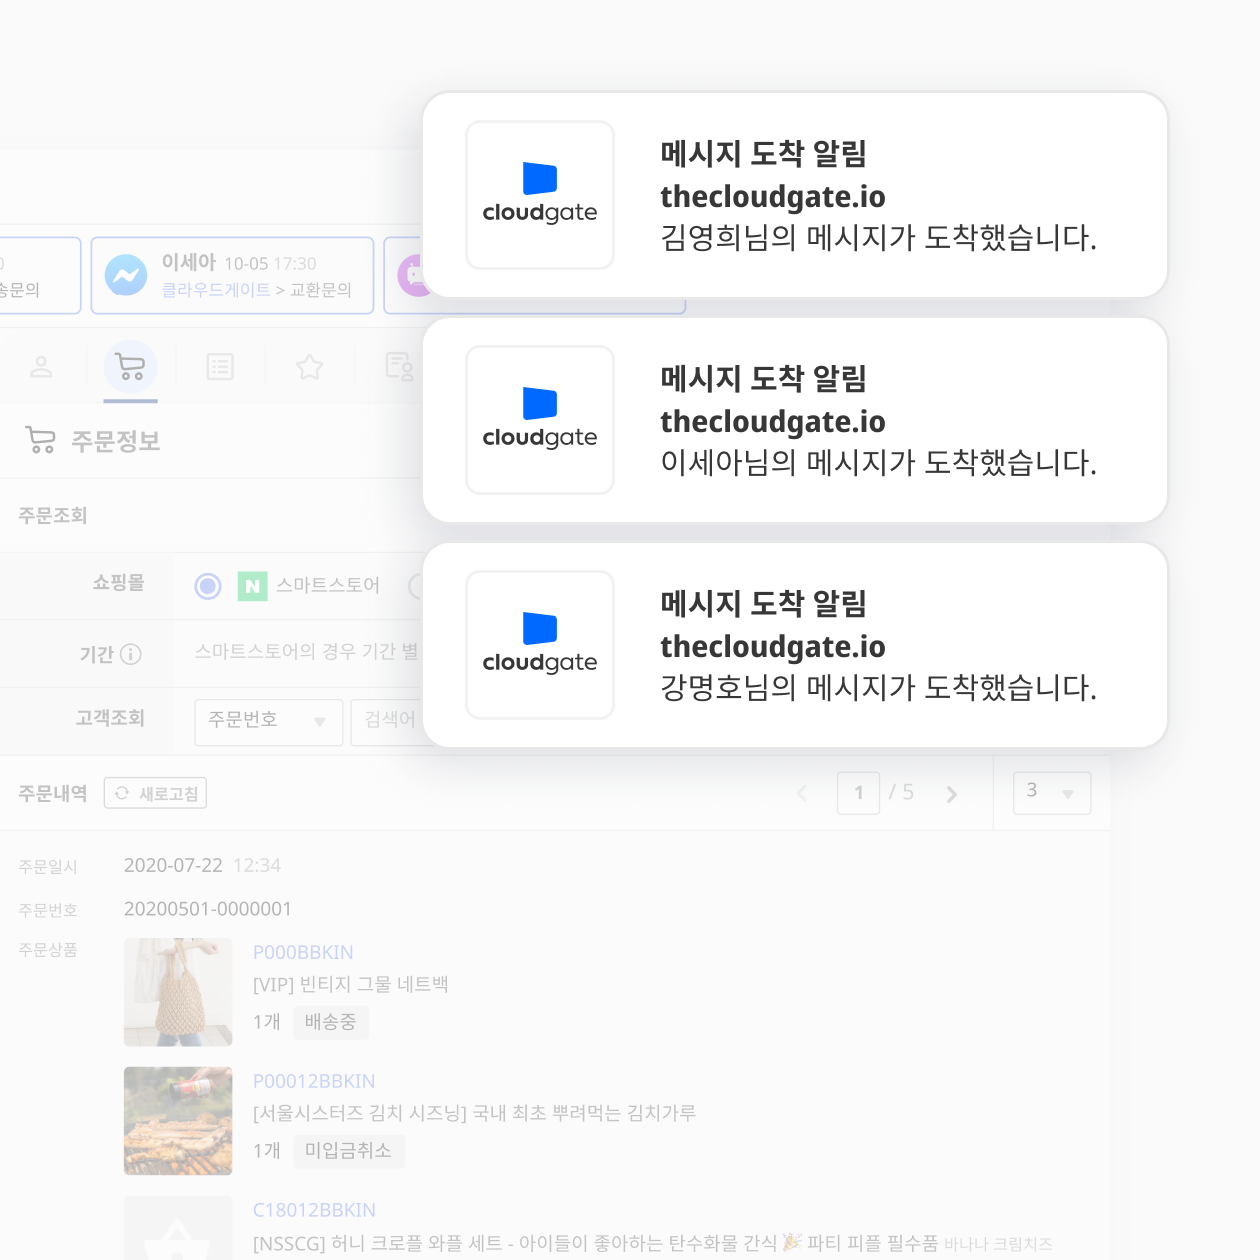 cloudgate
메시지 도착 알림
thecloudgate.io
김영희님의 메시지가 도착했습니다.
cloudgate
메시지 도착 알림
thecloudgate.io
이세아님의 메시지가 도착했습니다.
cloudgate
메시지 도착 알림
thecloudgate.io
강명호님의 메시지가 도착했습니다.
송문의
이세아 10-05 17:30
클라우드게이트 > 교환문의
주문정보
주문조회
쇼핑몰 N 스마트스토어
기간 스마트스토어의 경우 기간 별
고객조회 주문번호 검색어
주문내역 새로고침 1 / 5 3
주문일시 2020-07-22 12:34
주문번호 20200501-0000001
주문상품 P000BBKIN
[VIP] 빈티지 그물 네트백
1개 배송중
P00012BBKIN
[서울시스터즈 김치 시즈닝] 국내 최초 뿌려먹는 김치가루
1개 미입금취소
C18012BBKIN
[NSSCG] 허니 크로플 와플 세트 - 아이들이 좋아하는 탄수화물 간식 🎉 파티 피플 필수품 바나나 크림치즈